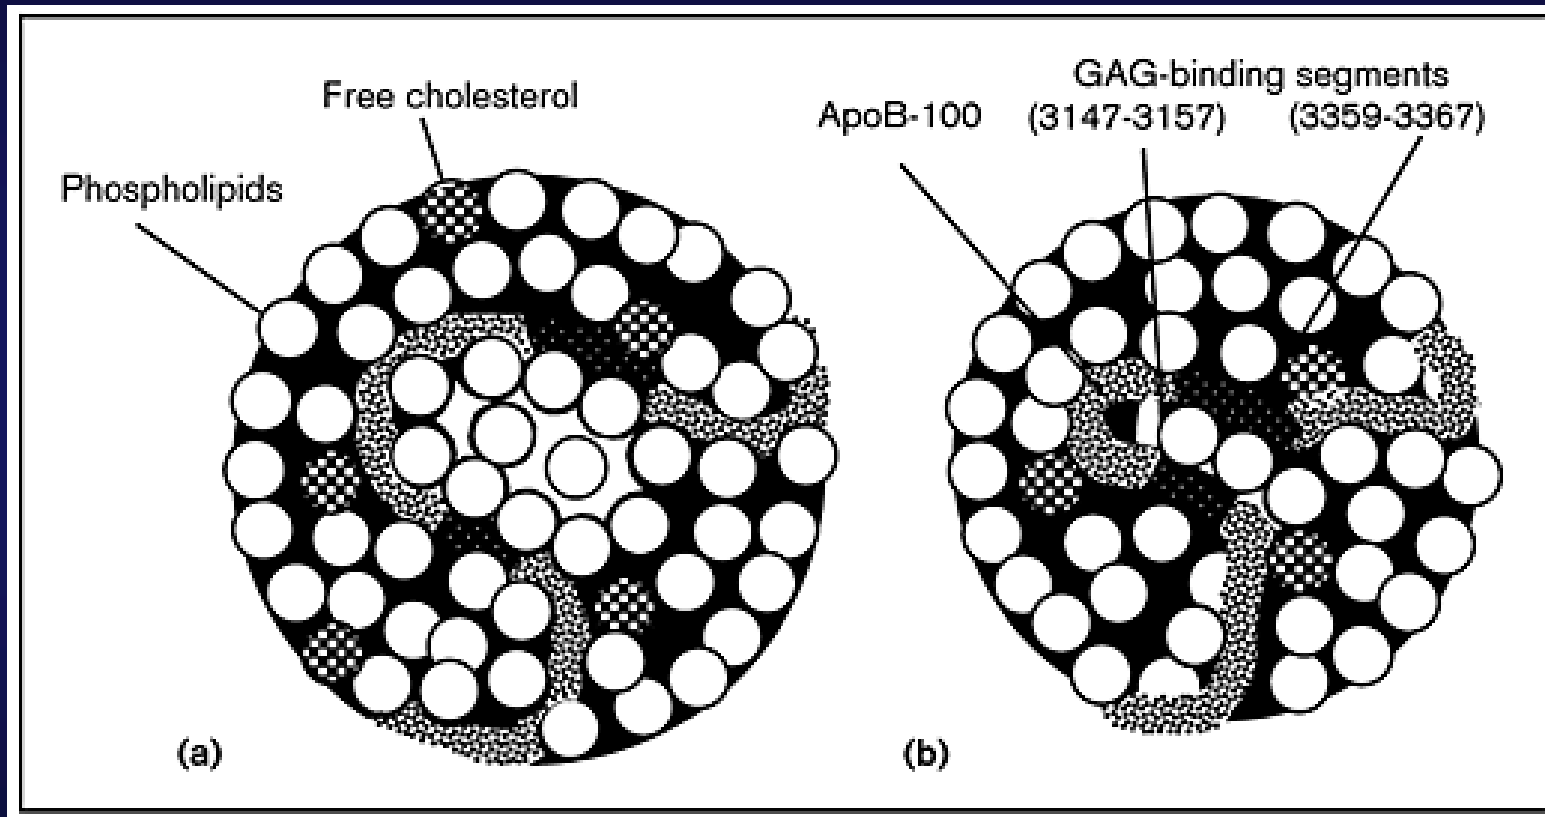 Free cholesterol
Phospholipids
(a)
GAG-binding segments
ApoB-100 (3147-3157) (3359-3367)
(b)